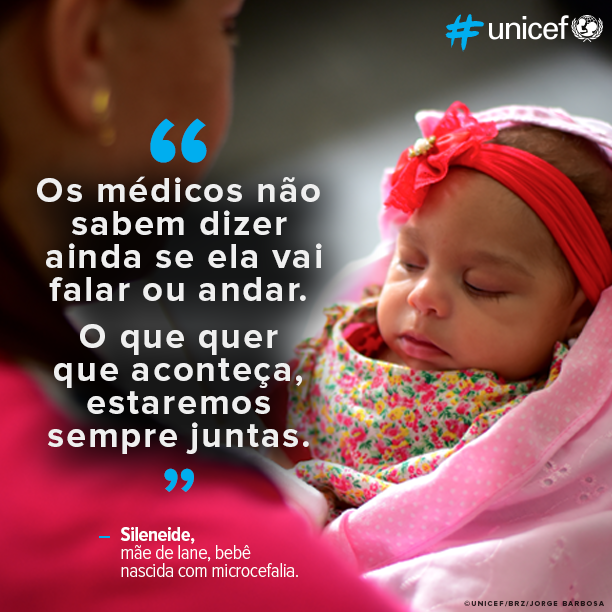 #unicef
“
Os médicos não
sabem dizer
ainda se ela vai
falar ou andar.
O que quer
que aconteça,
estaremos
sempre juntas.
”
– Sileneide,
mãe de Iane, bebê
nascida com microcefalia.
©UNICEF/BRZ/JORGE BARBOSA